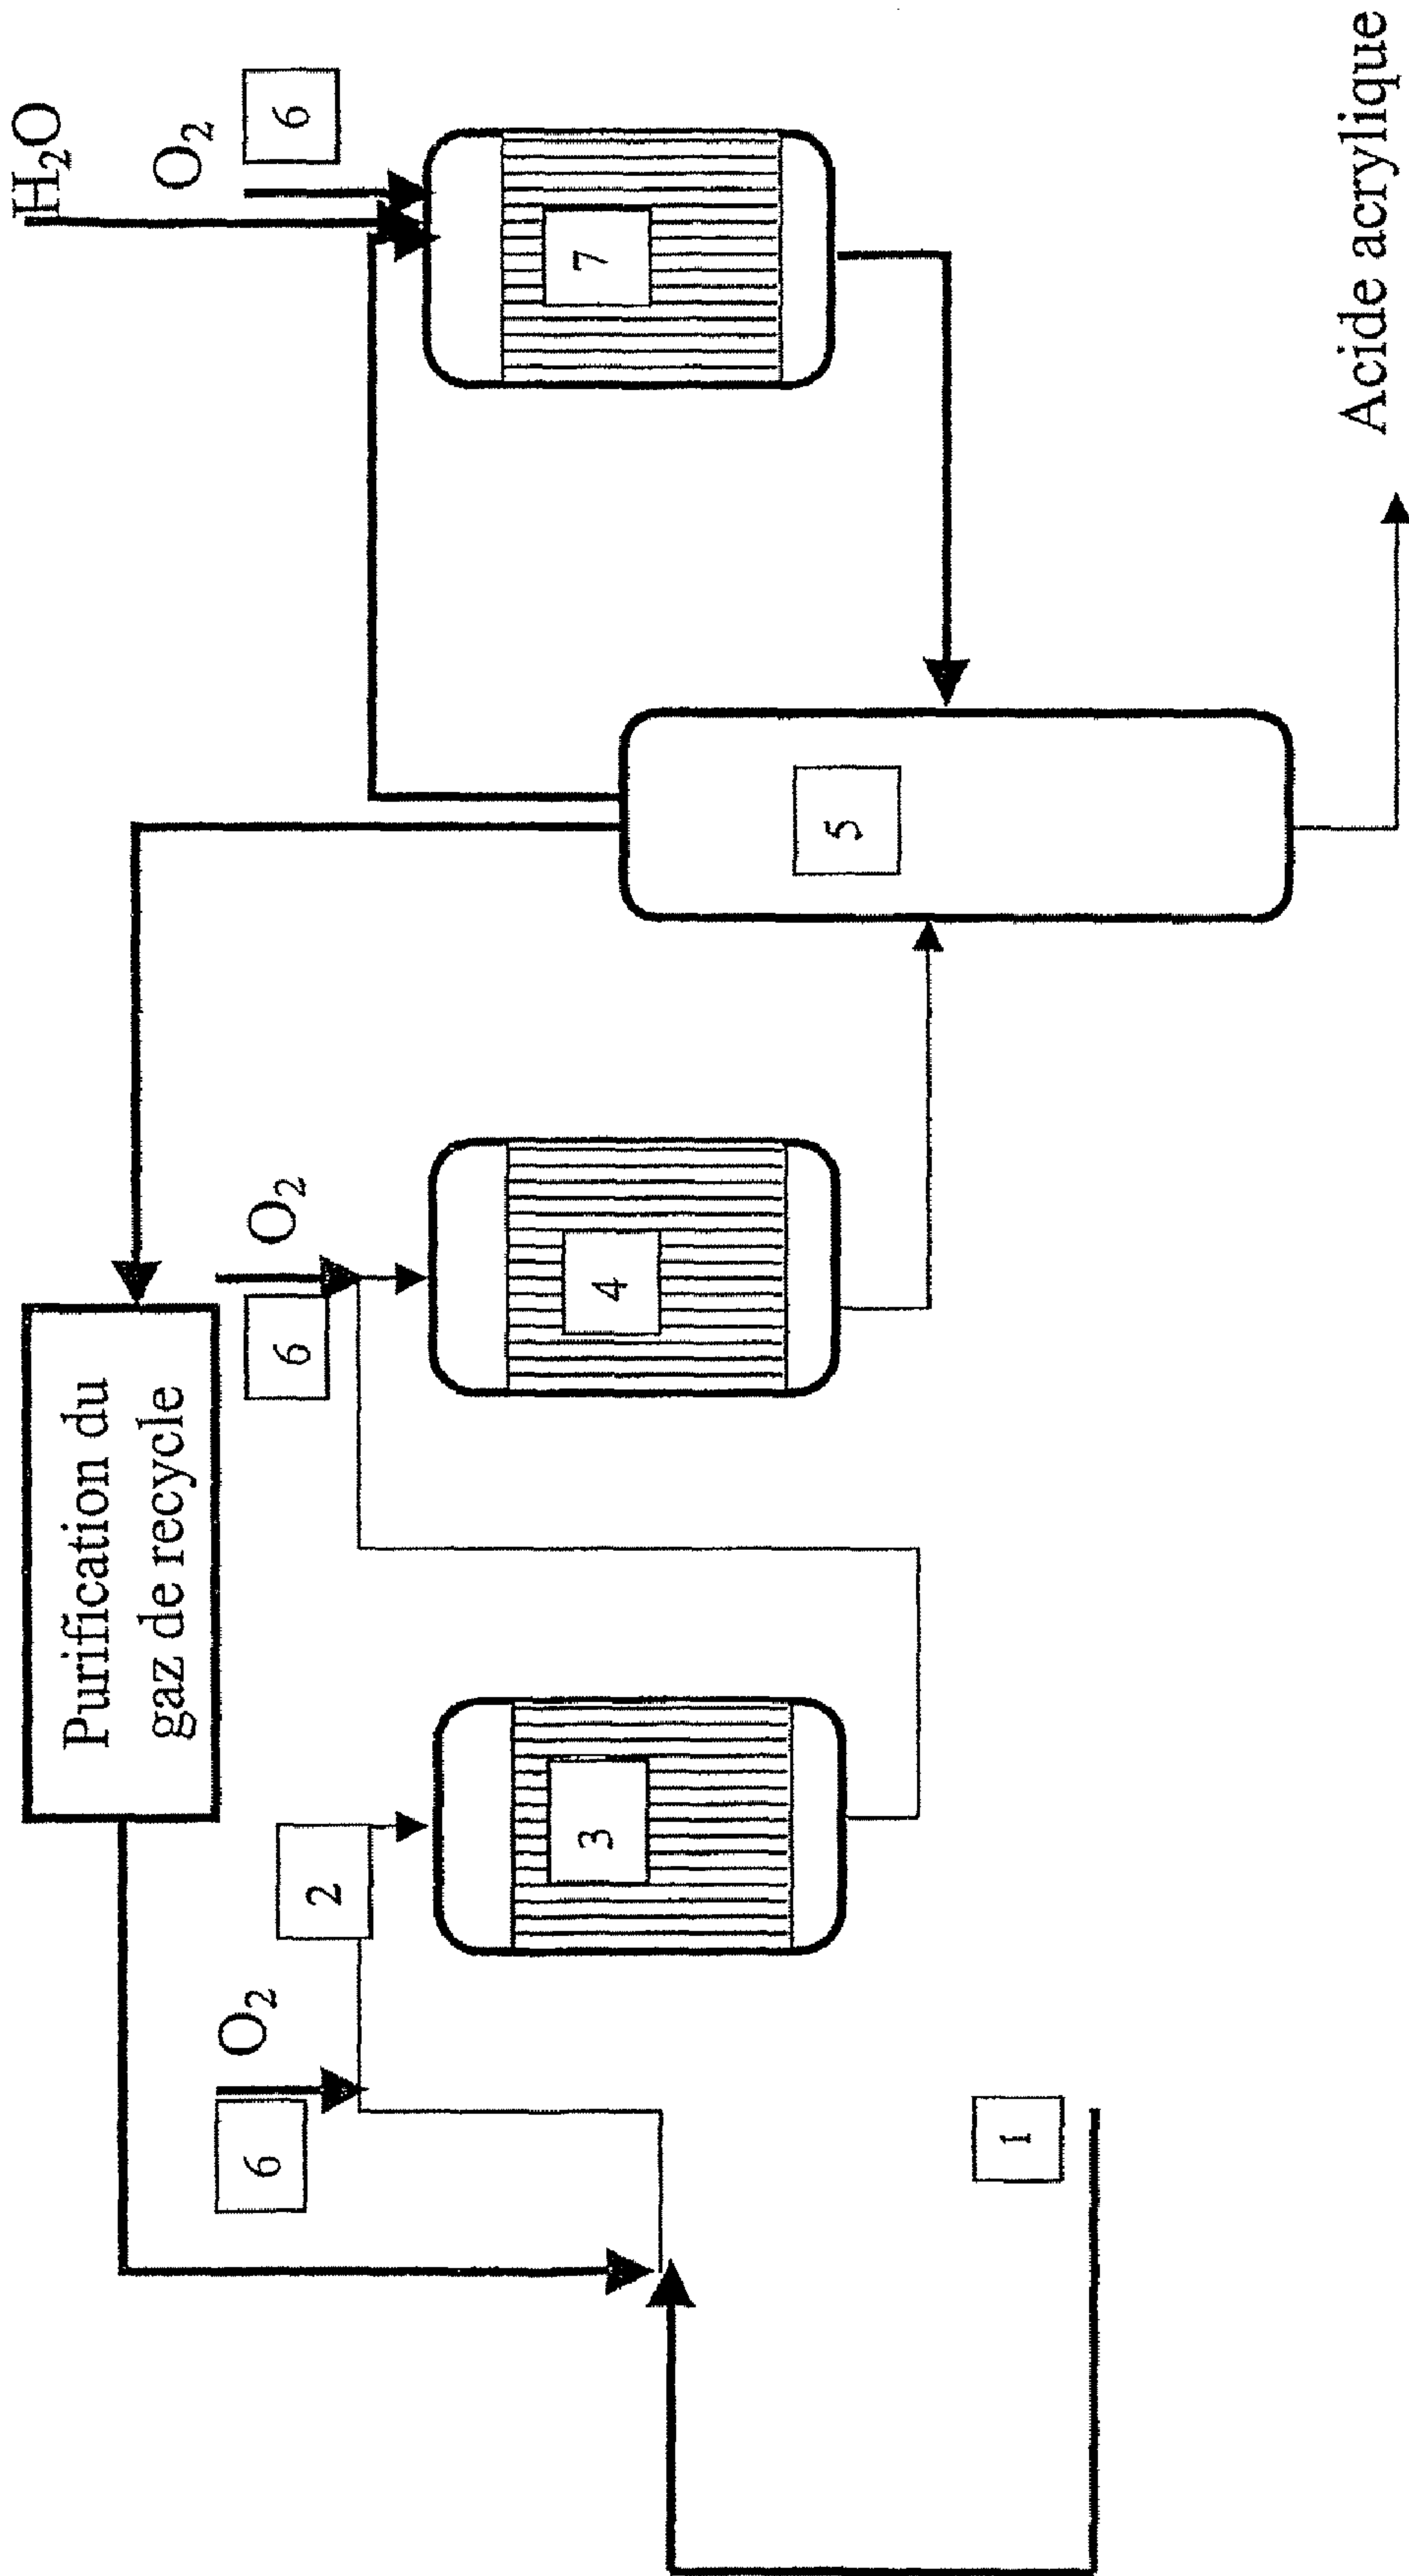 Purification du
gaz de recycle
H₂O
O₂
6
O₂
6
O₂
6
2
3
4
7
5
1
Acide acrylique